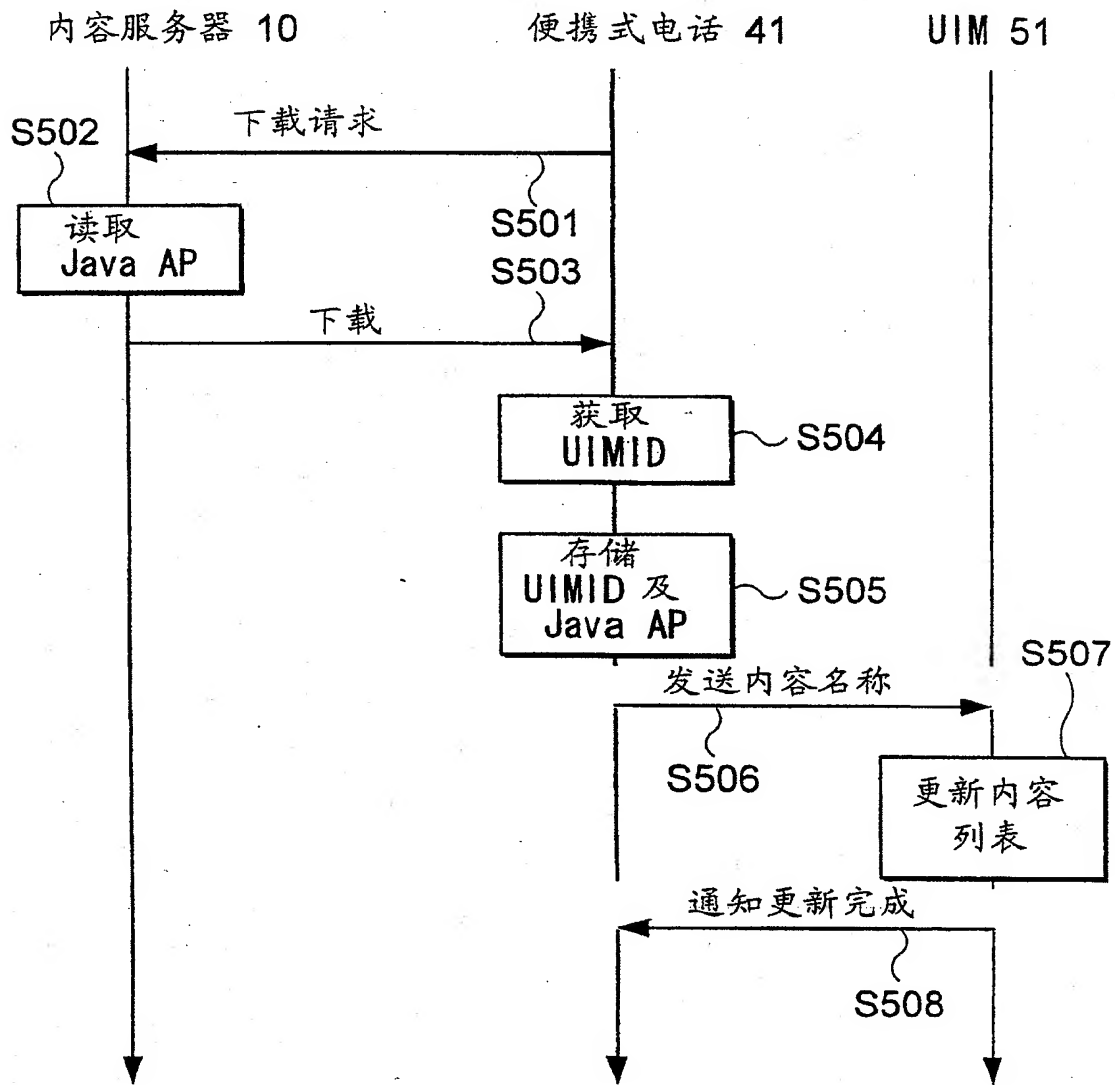 内容服务器 10
便携式电话 41
UIM 51
下载请求
S502
S501
读取
Java AP
S503
下载
获取
UIMID
S504
存储
UIMID 及
Java AP
S505
S507
发送内容名称
S506
更新内容
列表
通知更新完成
S508